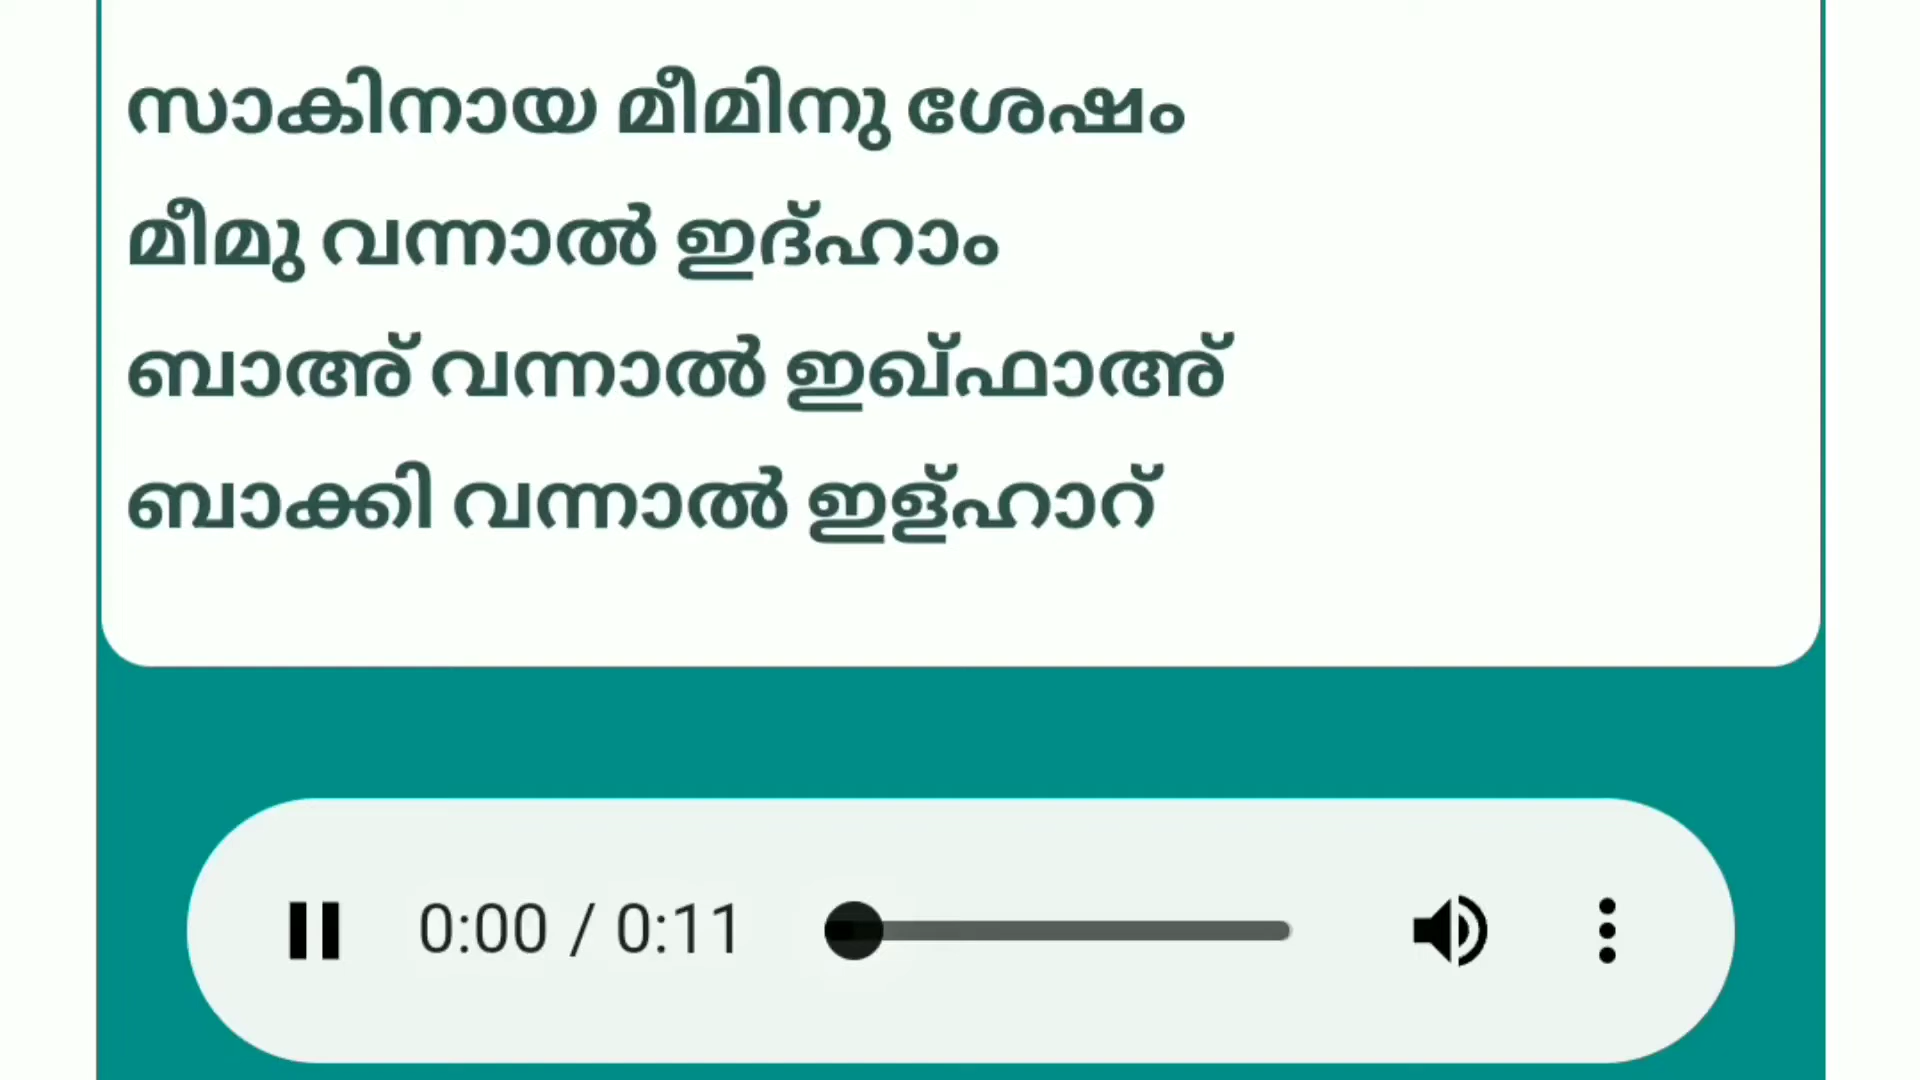 സാകിനായ മീമിനു ശേഷം
മീമു വന്നാൽ ഇദ്ഹാം
ബാഅ് വന്നാൽ ഇഖ്ഫാഅ്
ബാക്കി വന്നാൽ ഇള്ഹാറ്
0:00 / 0:11